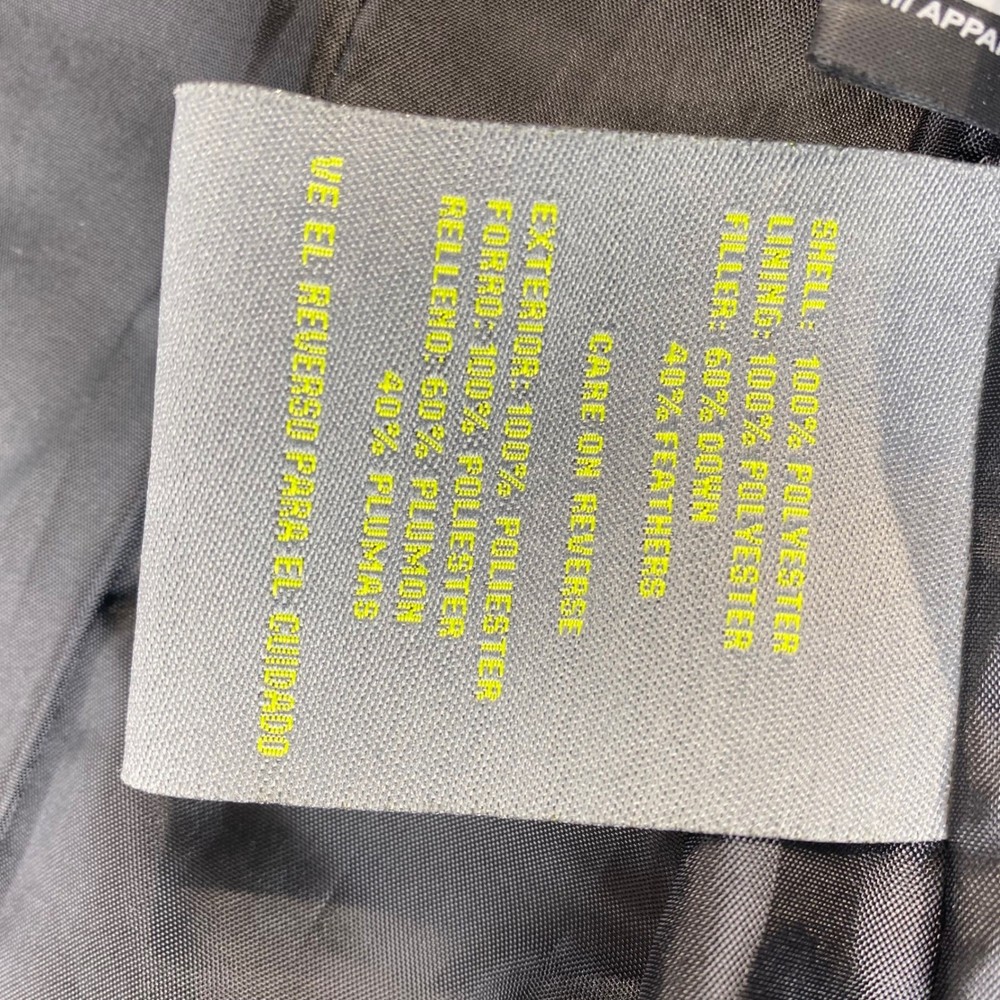 SHELL: 100% POLYESTER
LINING: 100% POLYESTER
FILLER: 60% DOWN
40% FEATHERS
CARE ON REVERSE
EXTERIOR: 100% POLIESTER
FORRO: 100% POLIESTER
RELLENO: 60% PLUMON
40% PLUMAS
VE EL REVERSO PARA EL CUIDADO